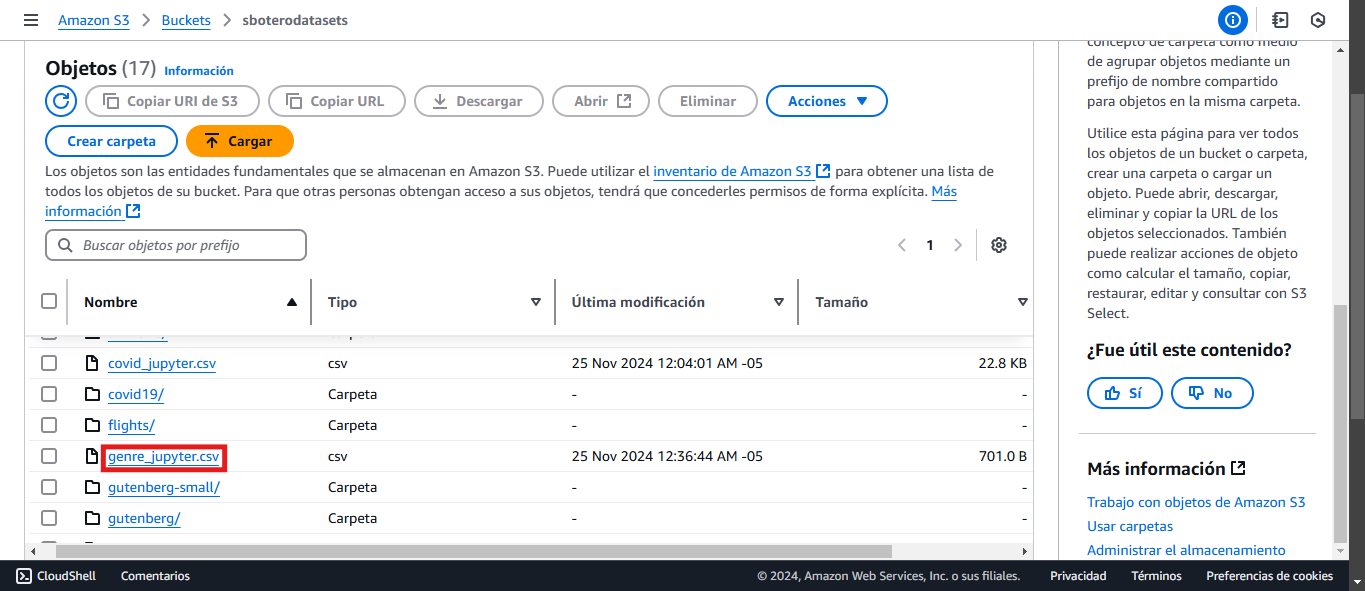 Amazon S3 > Buckets > sboterodatasets
Objetos (17) Información
Copiar URI de S3 Copiar URL Descargar Abrir Eliminar Acciones
Crear carpeta Cargar
Los objetos son las entidades fundamentales que se almacenan en Amazon S3. Puede utilizar el inventario de Amazon S3 para obtener una lista de
todos los objetos de su bucket. Para que otras personas obtengan acceso a sus objetos, tendrá que concederles permisos de forma explícita. Más
información
Buscar objetos por prefijo
1
Nombre Tipo Última modificación Tamaño
covid_jupyter.csv csv 25 Nov 2024 12:04:01 AM -05 22.8 KB
covid19/ Carpeta - -
flights/ Carpeta - -
genre_jupyter.csv csv 25 Nov 2024 12:36:44 AM -05 701.0 B
gutenberg-small/ Carpeta - -
gutenberg/ Carpeta - -
concepto de carpeta como medio
de agrupar objetos mediante un
prefijo de nombre compartido
para objetos en la misma carpeta.
Utilice esta página para ver todos
los objetos de un bucket o carpeta,
crear una carpeta o cargar un
objeto. Puede abrir, descargar,
eliminar y copiar la URL de los
objetos seleccionados. También
puede realizar acciones de objeto
como calcular el tamaño, copiar,
restaurar, editar y consultar con S3
Select.
¿Fue útil este contenido?
Sí No
Más información
Trabajo con objetos de Amazon S3
Usar carpetas
Administrar el almacenamiento
CloudShell Comentarios © 2024, Amazon Web Services, Inc. o sus filiales. Privacidad Términos Preferencias de cookies